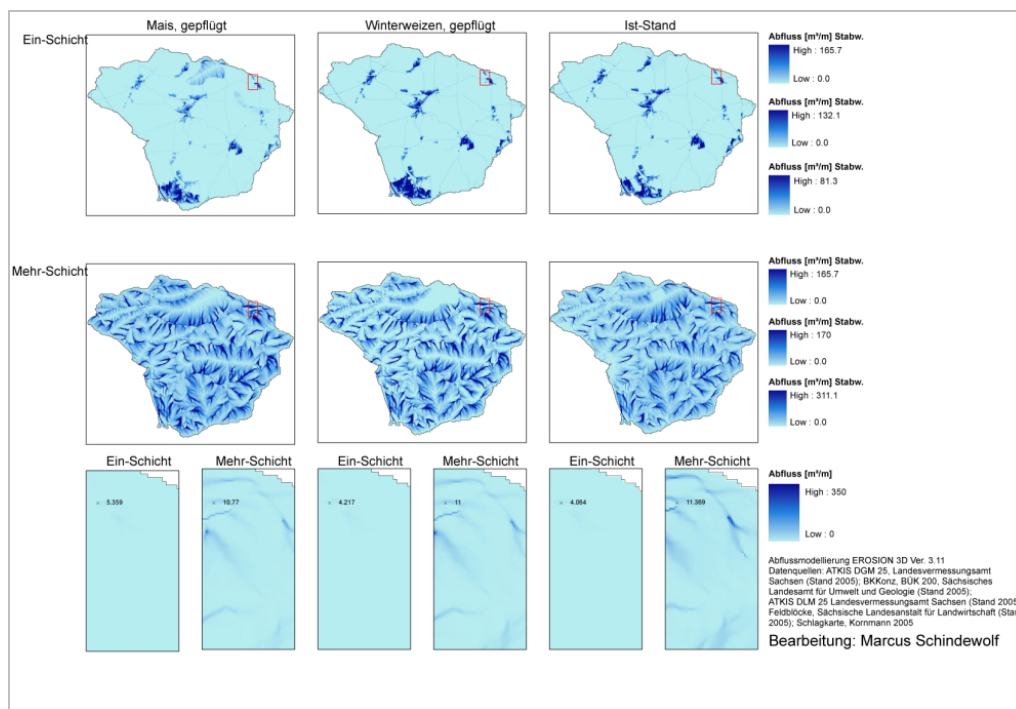 Mais, gepflügt
Winterweizen, gepflügt
Ist-Stand
Ein-Schicht
Abfluss [m³/m] Stabw.
High : 165.7
Low : 0.0
Abfluss [m³/m] Stabw.
High : 132.1
Low : 0.0
Abfluss [m³/m] Stabw.
High : 81.3
Low : 0.0
Mehr-Schicht
Abfluss [m³/m] Stabw.
High : 165.7
Low : 0.0
Abfluss [m³/m] Stabw.
High : 170
Low : 0.0
Abfluss [m³/m] Stabw.
High : 311.1
Low : 0.0
Ein-Schicht
Mehr-Schicht
Ein-Schicht
Mehr-Schicht
Ein-Schicht
Mehr-Schicht
5.359
10.77
4.217
11
4.064
11.369
Abfluss [m³/m]
High : 350
Low : 0
Abflussmodellierung EROSION 3D Ver. 3.11
Datenquellen: ATKIS DGM 25, Landesvermessungsamt
Sachsen (Stand 2005); BKKonz, BÜK 200, Sächsisches
Landesamt für Umwelt und Geologie (Stand 2005);
ATKIS DLM 25 Landesvermessungsamt Sachsen (Stand 2005
Feldblöcke, Sächsische Landesanstalt für Landwirtschaft (Stan
2005); Schlagkarte, Kornmann 2005
Bearbeitung: Marcus Schindewolf